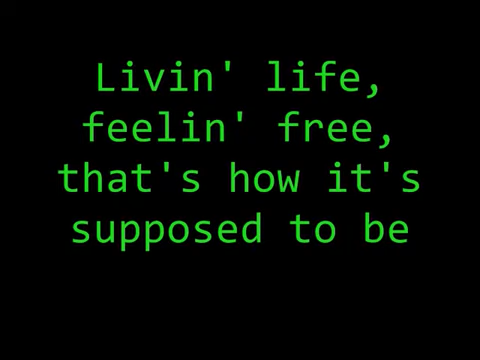 Livin' life,
feelin' free,
that's how it's
supposed to be